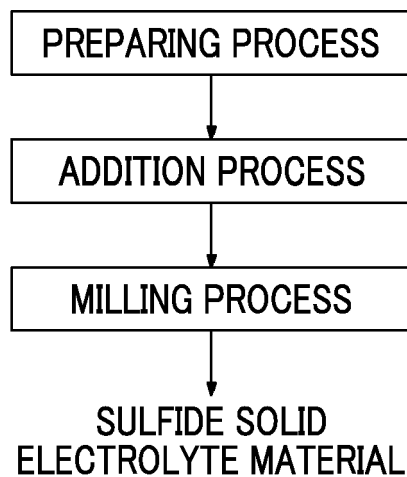 PREPARING PROCESS
ADDITION PROCESS
MILLING PROCESS
SULFIDE SOLID
ELECTROLYTE MATERIAL